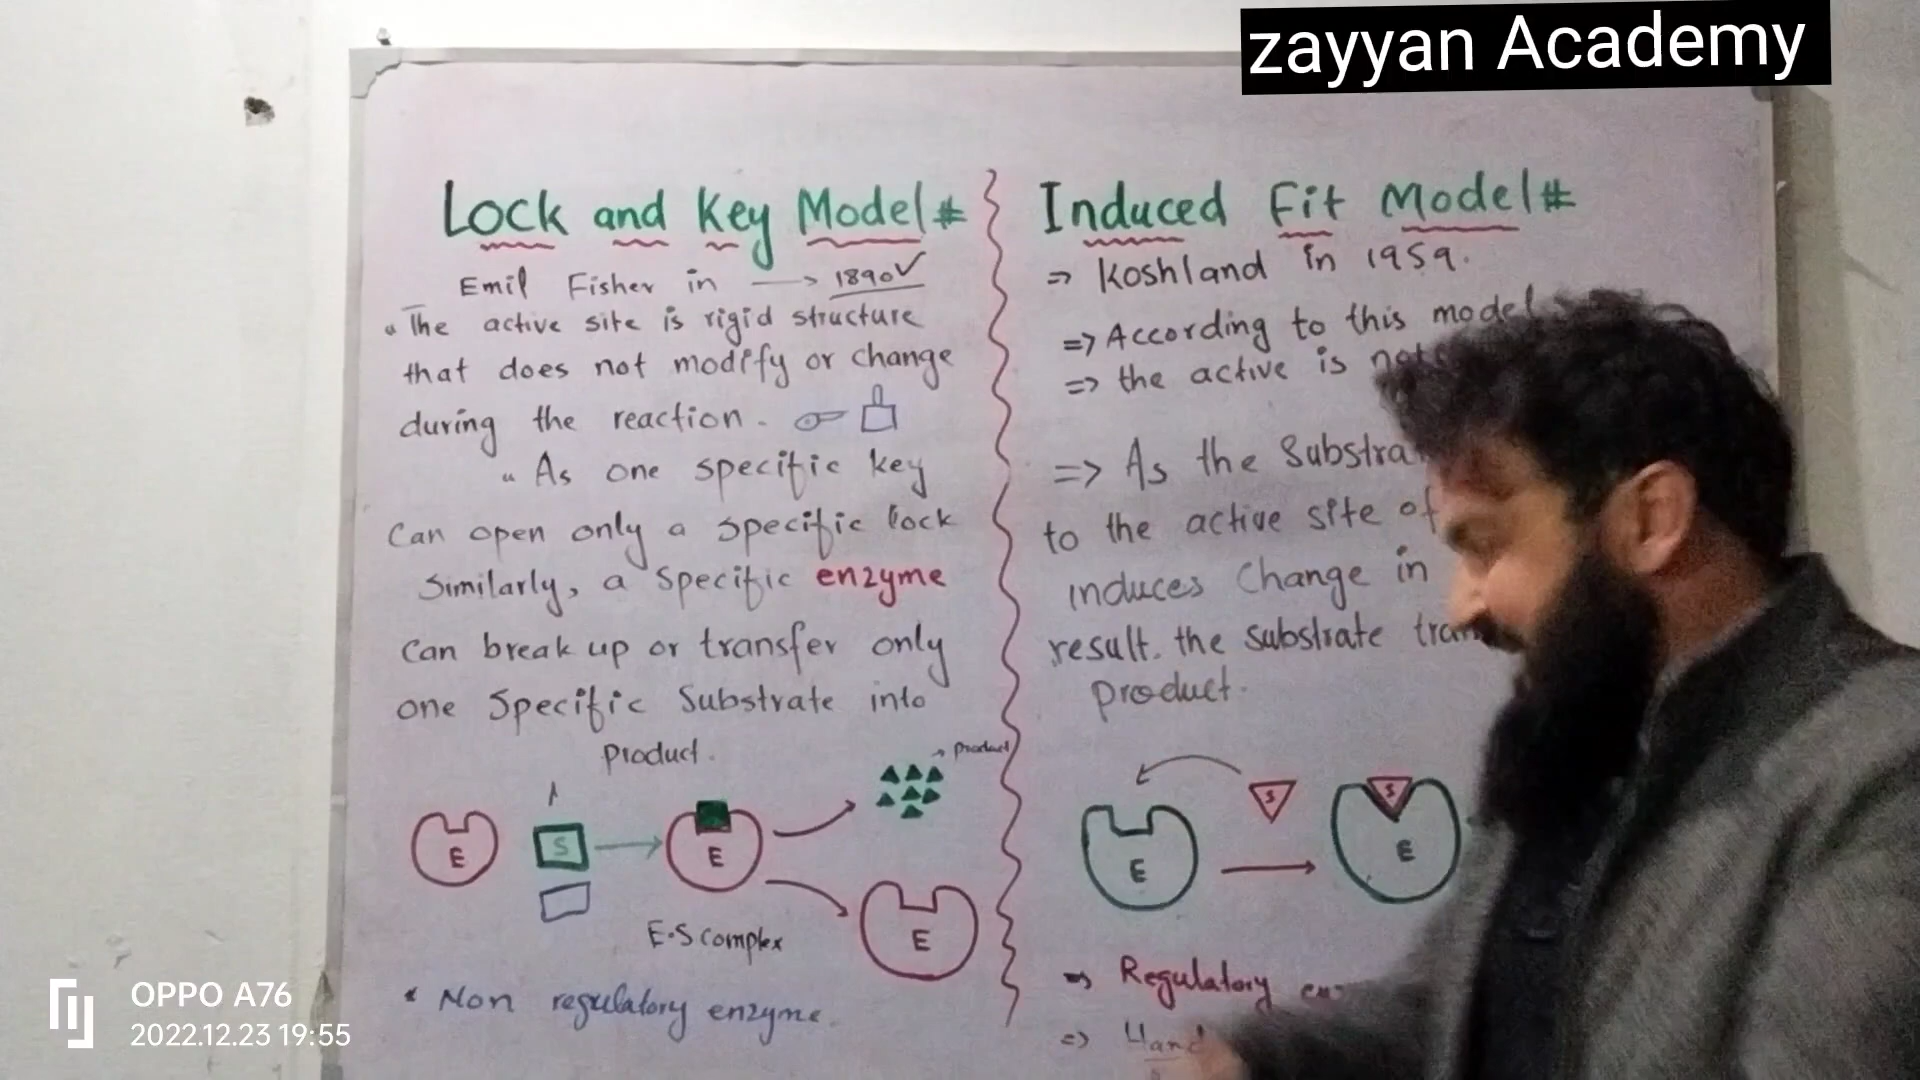 zayyan Academy
Lock and Key Model #
Emil Fisher in → 1890 ✓
"The active site is rigid structure
that does not modify or change
during the reaction.
" As one specific key
Can open only a specific lock
Similarly, a specific enzyme
Can break up or transfer only
one Specific Substrate into
product.
→ product
E
S
E
E
E.S complex
* Non regulatory enzyme.
Induced Fit Model #
⇒ Koshland in 1959.
⇒ According to this model
⇒ the active is not
⇒ As the Substra
to the active site of
induces Change in
result. the substrate tran
product.
E
S
S
E
⇒ Regulatory
⇒ Hand
OPPO A76
2022.12.23 19:55